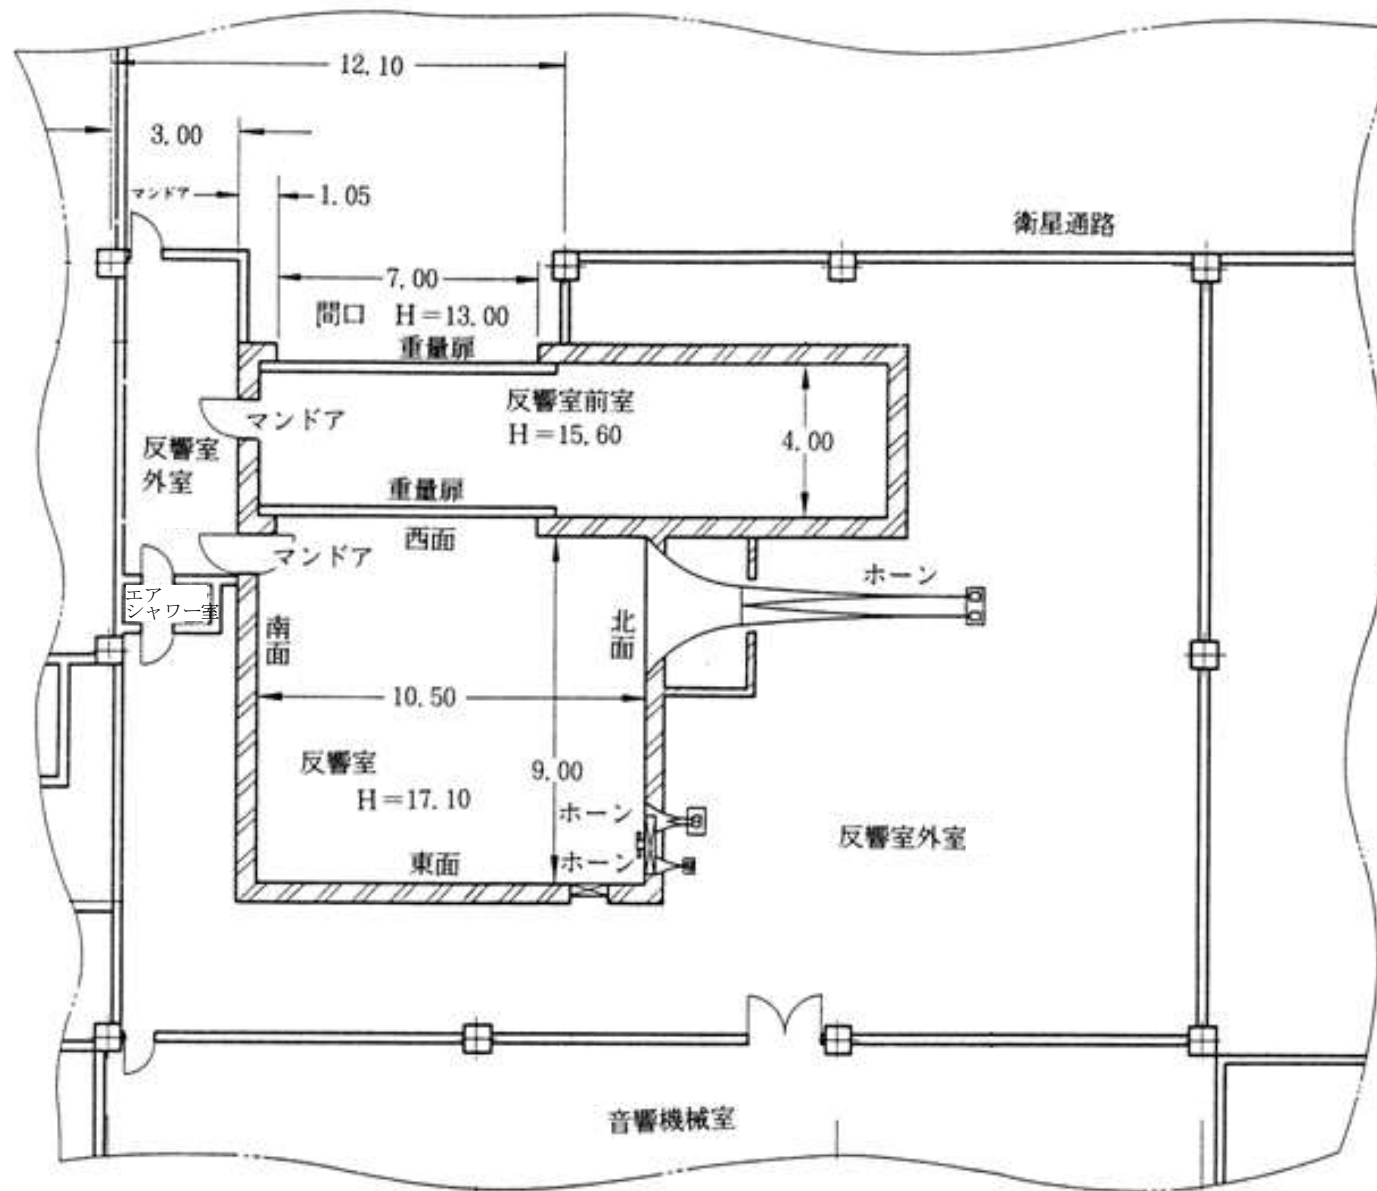 12.10
3.00
マンドア
1.05
衛星通路
7.00
間口 H=13.00
重量扉
反響室前室
H=15.60
マンドア
4.00
反響室
外室
重量扉
西面
マンドア
ホーン
エア
シャワー室
南面
北面
10.50
反響室
H=17.10
9.00
ホーン
反響室外室
東面
ホーン
音響機械室